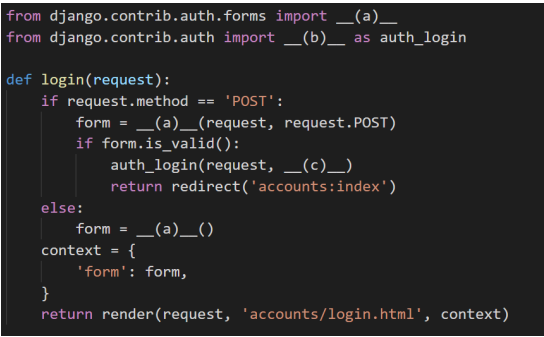 from django.contrib.auth.forms import __(a)__
from django.contrib.auth import __(b)__ as auth_login

def login(request):
    if request.method == 'POST':
        form = __(a)__(request, request.POST)
        if form.is_valid():
            auth_login(request, __(c)__)
            return redirect('accounts:index')
    else:
        form = __(a)__()
    context = {
        'form': form,
    }
    return render(request, 'accounts/login.html', context)